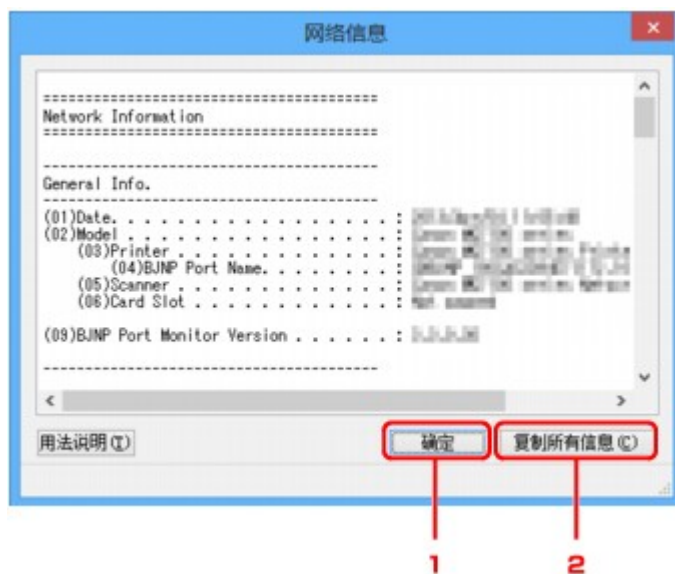 网络信息
========================================
Network Information
========================================
----------------------------------------
General Info.
----------------------------------------
(01)Date. . . . . . . . . . . . . . . . . :
(02)Model . . . . . . . . . . . . . . . . :
(03)Printer . . . . . . . . . . . . . :
(04)BJNP Port Name. . . . . . . . :
(05)Scanner . . . . . . . . . . . . . :
(06)Card Slot . . . . . . . . . . . . :
(09)BJNP Port Monitor Version . . . . . . :
----------------------------------------
用法说明(T) 确定 复制所有信息(C)
1 2